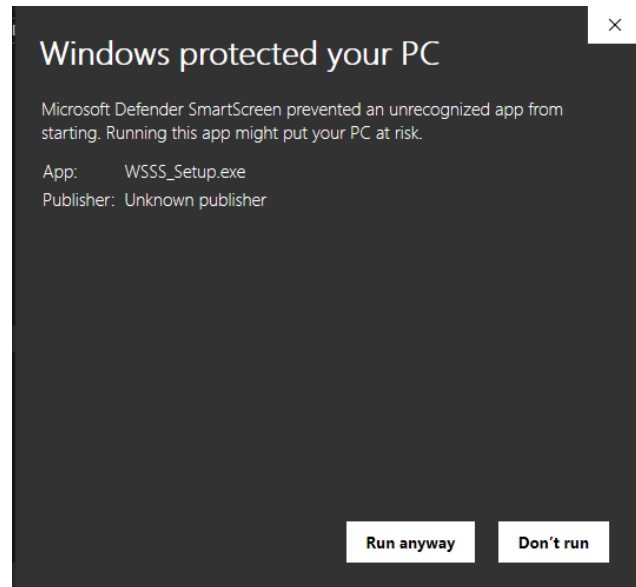 Windows protected your PC
Microsoft Defender SmartScreen prevented an unrecognized app from
starting. Running this app might put your PC at risk.
App: WSSS_Setup.exe
Publisher: Unknown publisher
Run anyway Don’t run